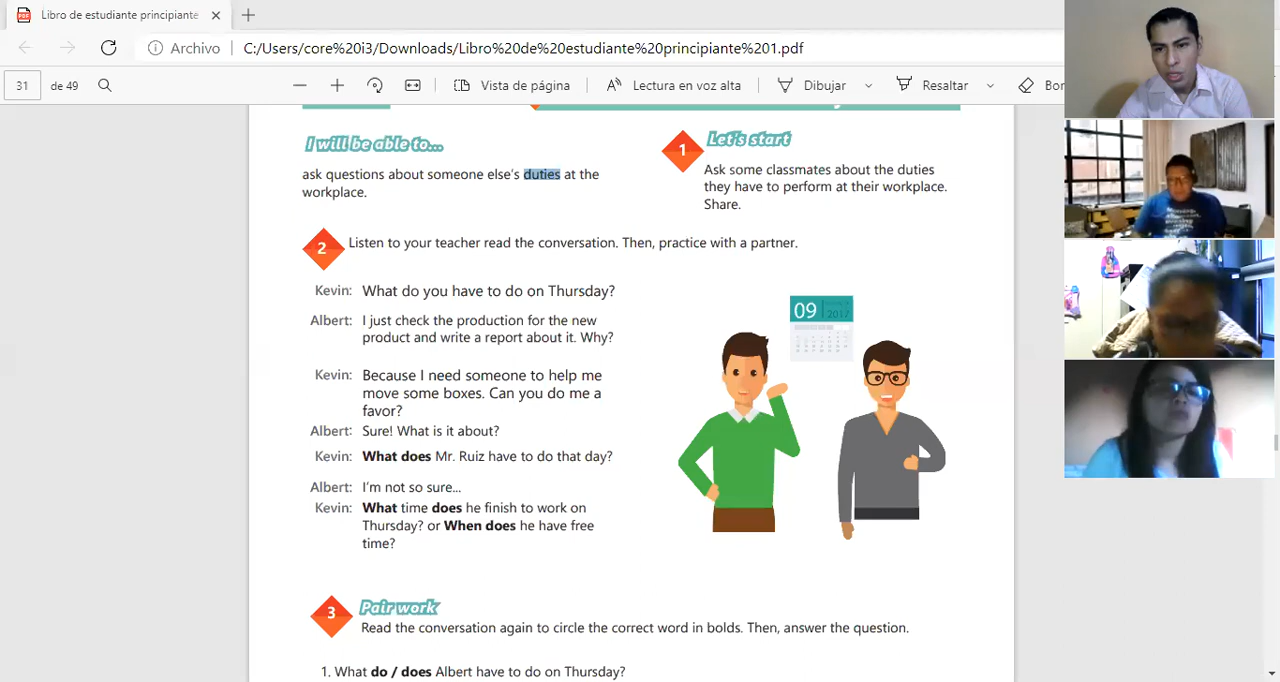 Libro de estudiante principiante
Archivo
C:/Users/core%20i3/Downloads/Libro%20de%20estudiante%20principiante%201.pdf
31 de 49
Vista de página
Lectura en voz alta
Dibujar
Resaltar
Bor
I will be able to...
ask questions about someone else's duties at the
workplace.
1
Let's start
Ask some classmates about the duties
they have to perform at their workplace.
Share.
2
Listen to your teacher read the conversation. Then, practice with a partner.
Kevin: What do you have to do on Thursday?
Albert: I just check the production for the new
product and write a report about it. Why?
Kevin: Because I need someone to help me
move some boxes. Can you do me a
favor?
Albert: Sure! What is it about?
Kevin: What does Mr. Ruiz have to do that day?
Albert: I'm not so sure...
Kevin: What time does he finish to work on
Thursday? or When does he have free
time?
09
2017
3
Pair work
Read the conversation again to circle the correct word in bolds. Then, answer the question.
1. What do / does Albert have to do on Thursday?